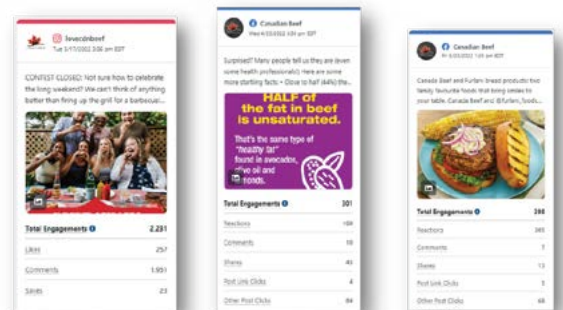 lovecdnbeef
Tue 5/17/2022 3:06 pm EDT
CONTEST CLOSED: Not sure how to celebrate
the long weekend? We can't think of anything
better than firing up the grill for a barbecue...
Total Engagements
2,231
Likes
257
Comments
1,951
Saves
23
Canadian Beef
Surprised? Many people tell us they are (even
some health professionals!) Here are some
more startling facts: • Close to half (44%) the...
HALF of
the fat in beef
is unsaturated.
That's the same type of
"healthy fat"
found in avocados,
olive oil and
almonds.
Total Engagements
301
Reactions
Comments
Shares
Post Link Clicks
4
Other Post Clicks
Canadian Beef
Canada Beef and Furlani bread products: two
family favourite foods that bring smiles to
your table. Canada Beef and @furlani_foods...
Total Engagements
Reactions
Comments
Shares
13
Post Link Clicks
Other Post Clicks